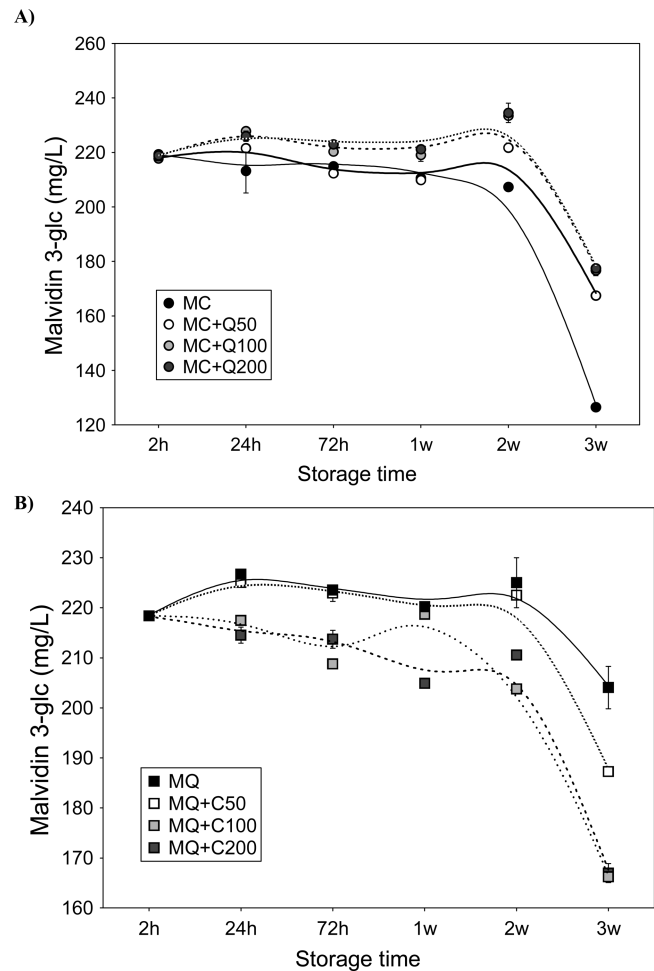 A)
260
240
220
200
180
160
140
120
Malvidin 3-glc (mg/L)
MC
MC+Q50
MC+Q100
MC+Q200
2h 24h 72h 1w 2w 3w
Storage time
B)
240
230
220
210
200
190
180
170
160
Malvidin 3-glc (mg/L)
MQ
MQ+C50
MQ+C100
MQ+C200
2h 24h 72h 1w 2w 3w
Storage time